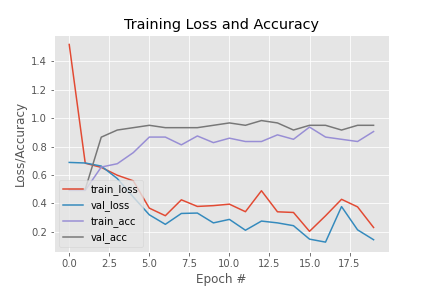 Training Loss and Accuracy
Loss/Accuracy
1.4
1.2
1.0
0.8
0.6
0.4
0.2
train_loss
val_loss
train_acc
val_acc
0.0 2.5 5.0 7.5 10.0 12.5 15.0 17.5
Epoch #